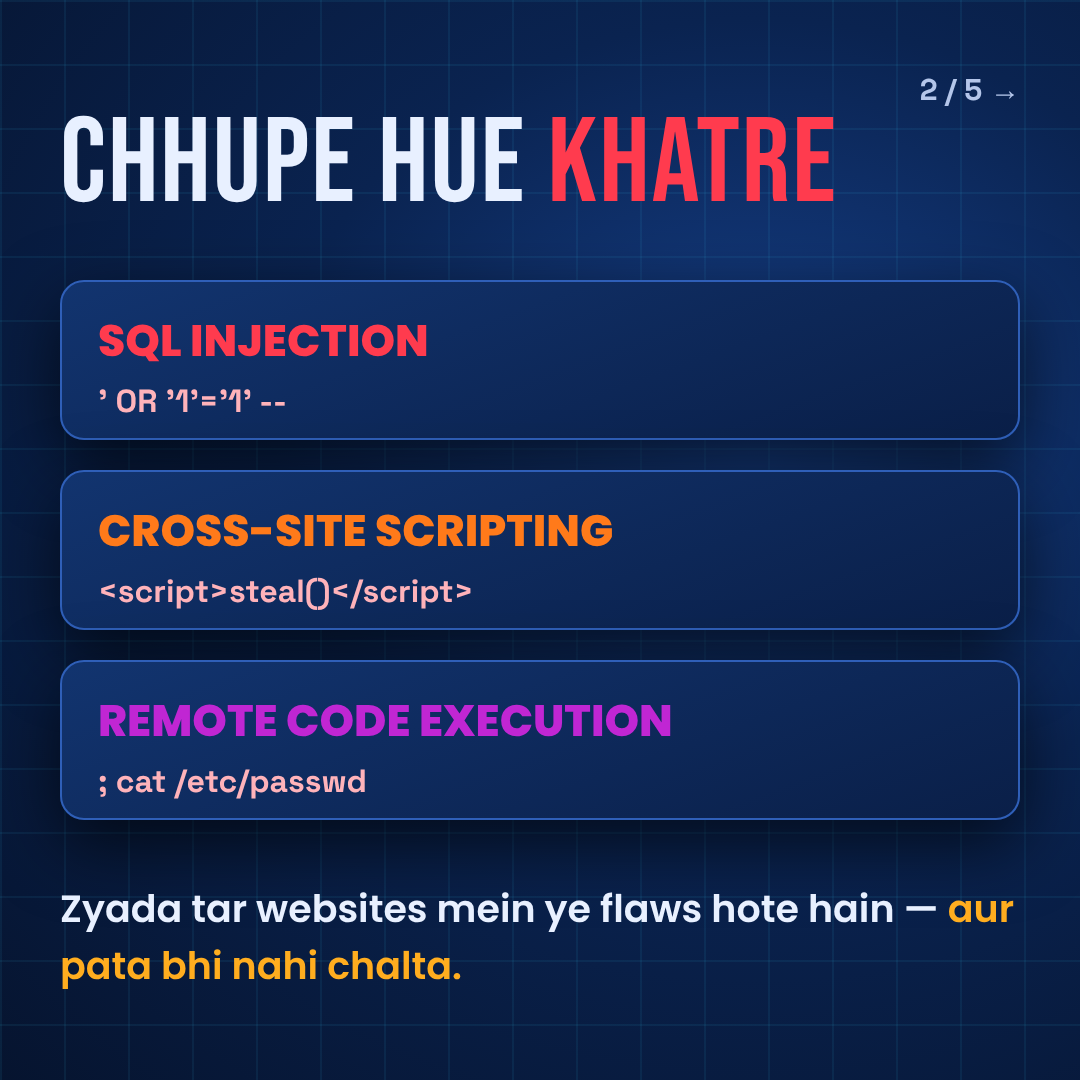 2 / 5 →
CHHUPE HUE KHATRE
SQL INJECTION
’ OR ’1’=’1’ --
CROSS-SITE SCRIPTING
<script>steal()</script>
REMOTE CODE EXECUTION
; cat /etc/passwd
Zyada tar websites mein ye flaws hote hain — aur
pata bhi nahi chalta.